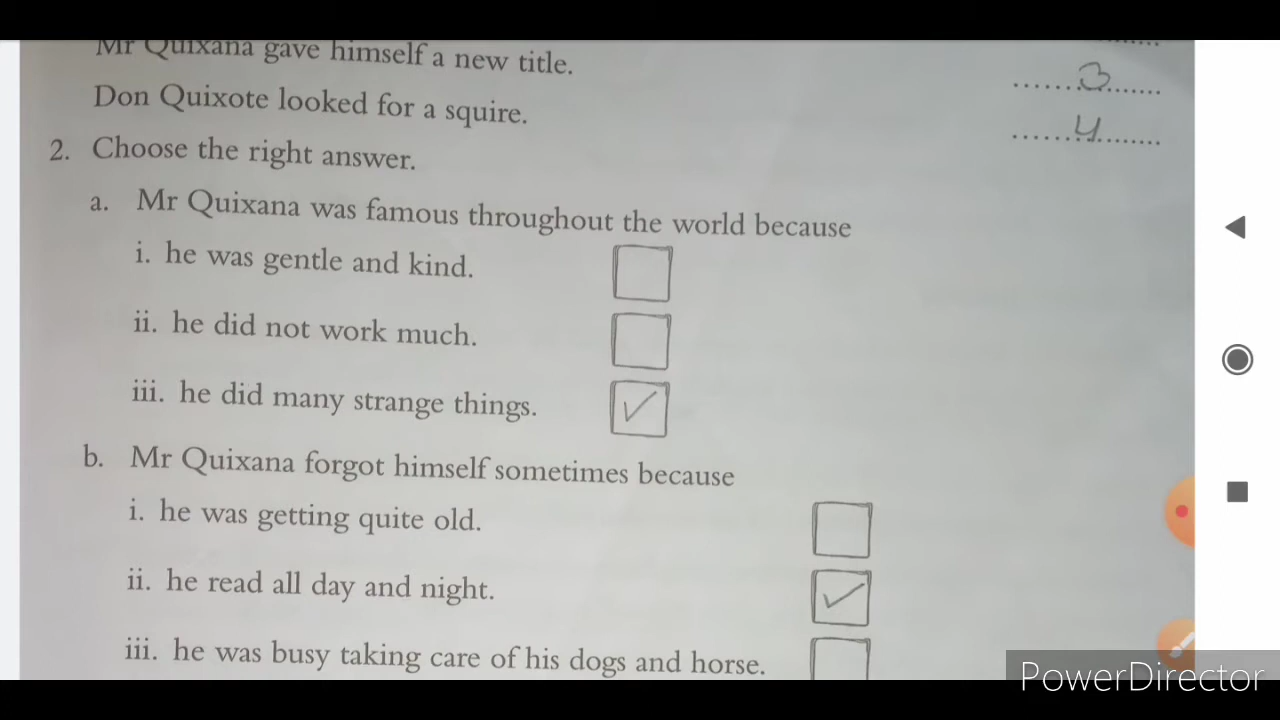 Mr Quixana gave himself a new title. ......3.......
Don Quixote looked for a squire. ......4.......
2. Choose the right answer.
a. Mr Quixana was famous throughout the world because
i. he was gentle and kind.
ii. he did not work much.
iii. he did many strange things. ✓
b. Mr Quixana forgot himself sometimes because
i. he was getting quite old.
ii. he read all day and night. ✓
iii. he was busy taking care of his dogs and horse.
PowerDirector